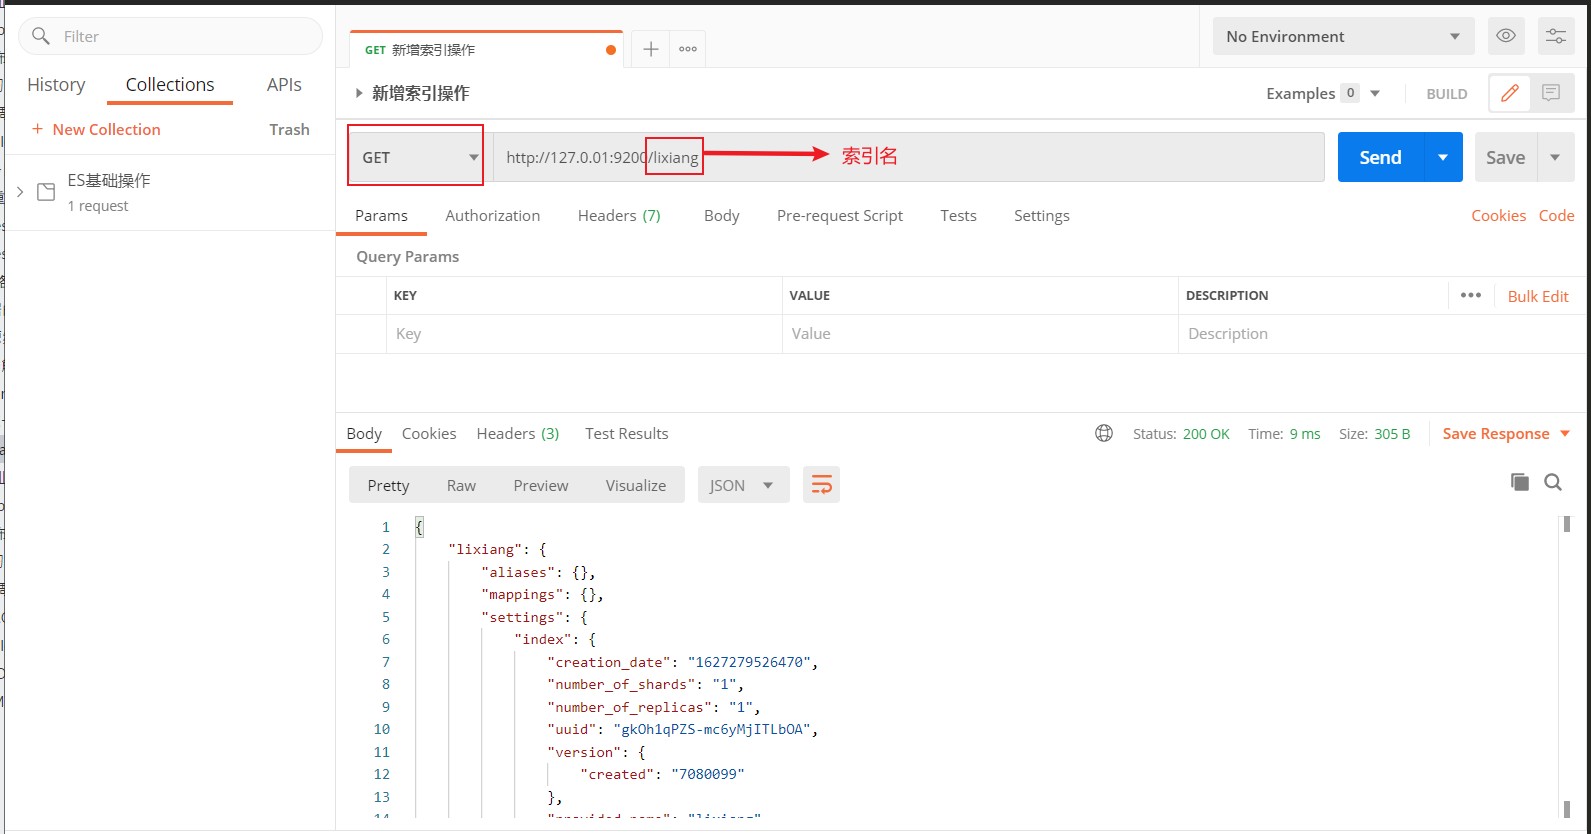 Filter
History Collections APIs
+ New Collection Trash
ES基础操作
1 request
GET 新增索引操作
No Environment
新增索引操作
Examples 0 BUILD
GET http://127.0.01:9200/lixiang 索引名 Send Save
Params Authorization Headers (7) Body Pre-request Script Tests Settings Cookies Code
Query Params
KEY VALUE DESCRIPTION ••• Bulk Edit
Key Value Description
Body Cookies Headers (3) Test Results Status: 200 OK Time: 9 ms Size: 305 B Save Response
Pretty Raw Preview Visualize JSON
1 {
2 "lixiang": {
3 "aliases": {},
4 "mappings": {},
5 "settings": {
6 "index": {
7 "creation_date": "1627279526470",
8 "number_of_shards": "1",
9 "number_of_replicas": "1",
10 "uuid": "gkOh1qPZS-mc6yMjITLbOA",
11 "version": {
12 "created": "7080099"
13 },
14 "provided_name": "lixiang"